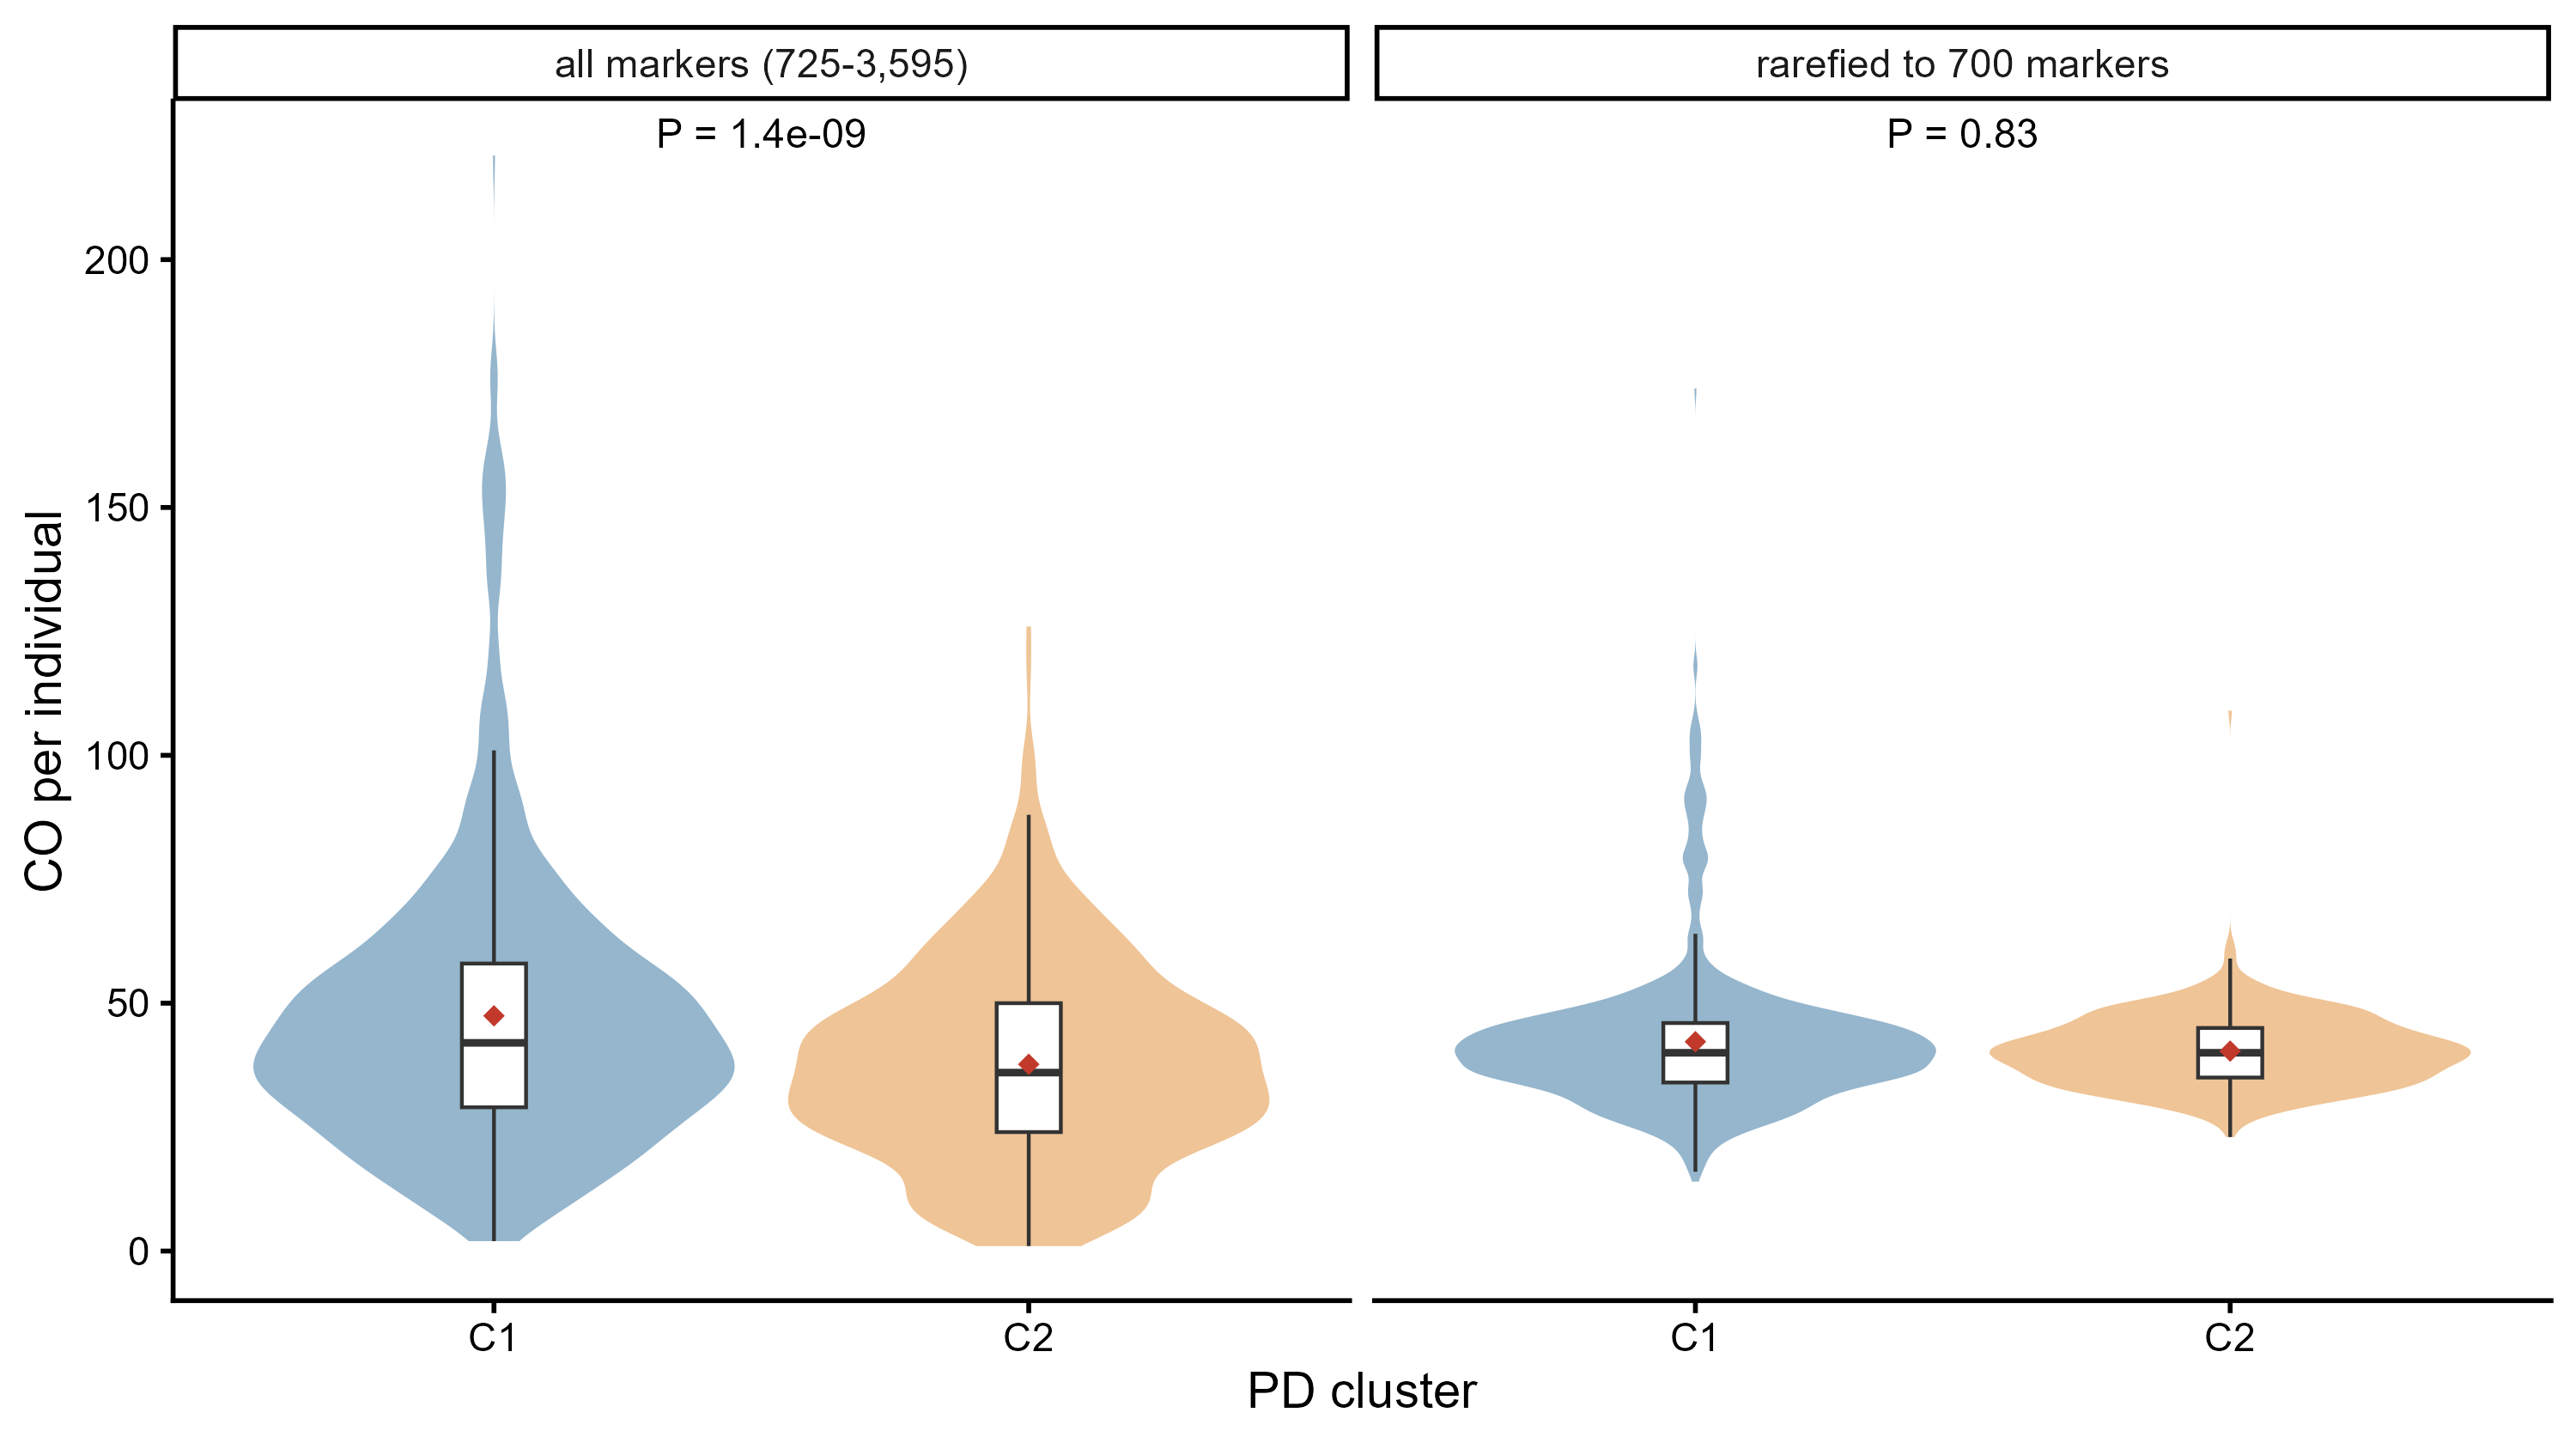 all markers (725-3,595)
rarefied to 700 markers
P = 1.4e-09
P = 0.83
200
150
100
50
0
CO per individual
C1
C2
C1
C2
PD cluster